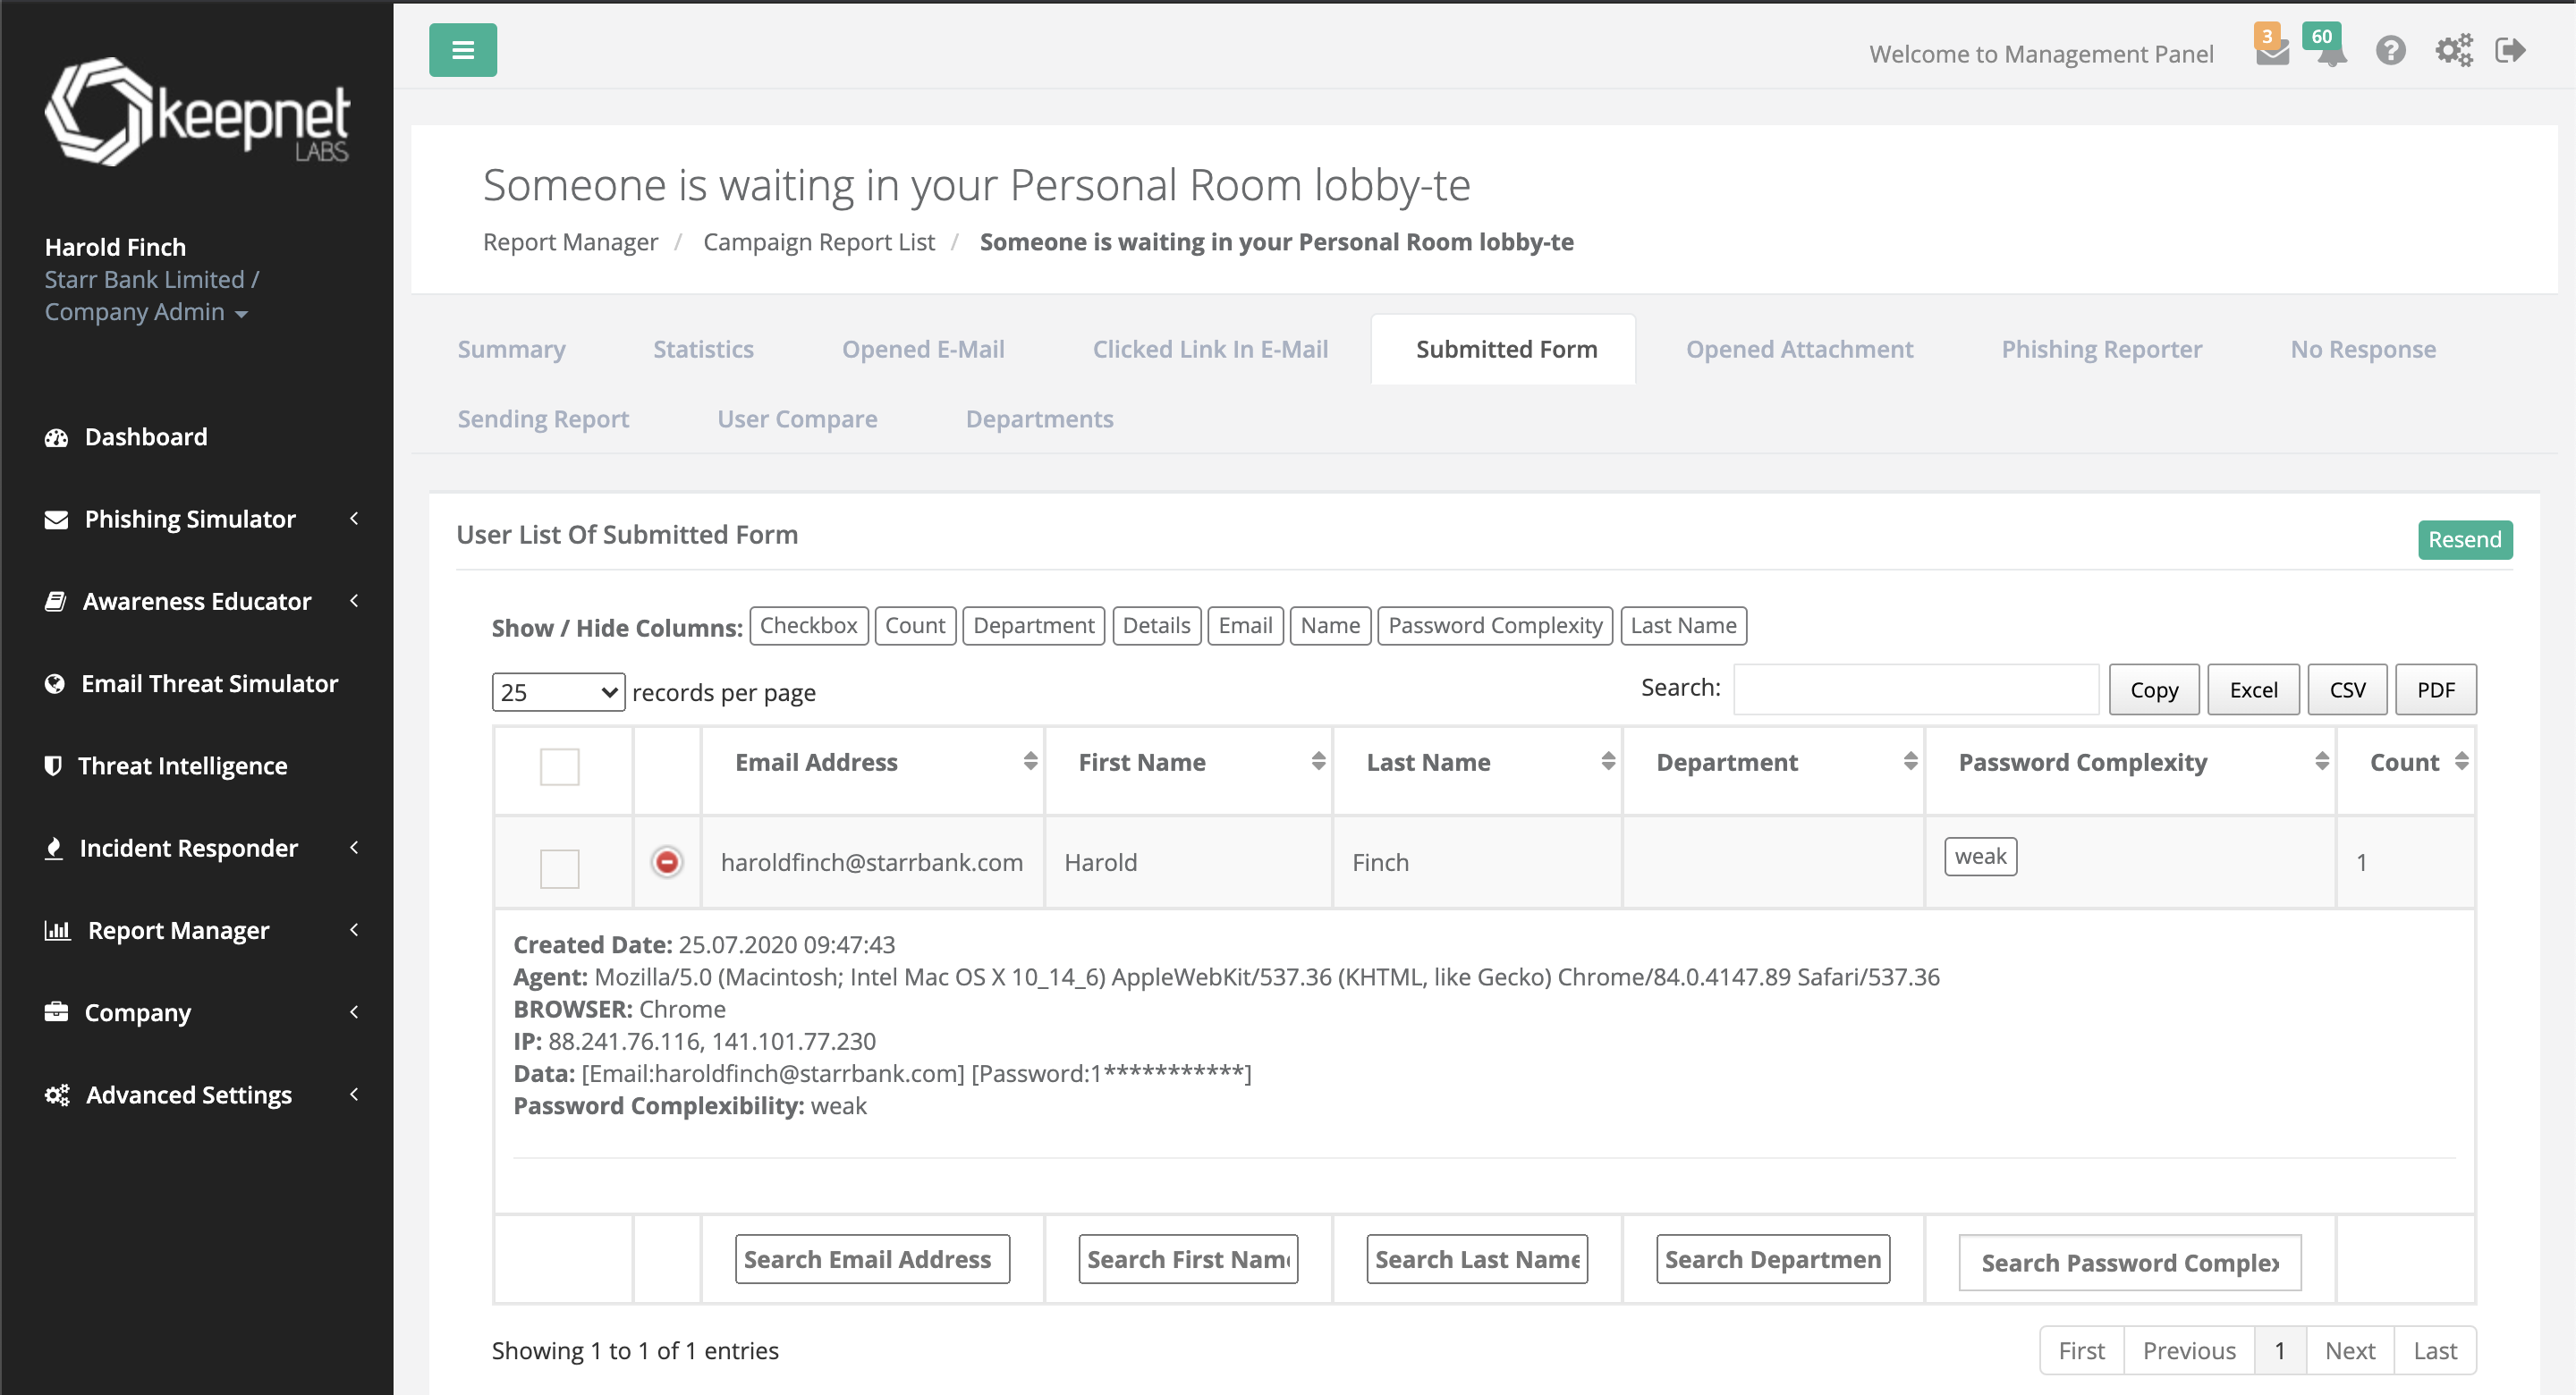 keepnet
LABS
Harold Finch
Starr Bank Limited /
Company Admin
Dashboard
Phishing Simulator
Awareness Educator
Email Threat Simulator
Threat Intelligence
Incident Responder
Report Manager
Company
Advanced Settings
Welcome to Management Panel
3
60
Someone is waiting in your Personal Room lobby-te
Report Manager / Campaign Report List / Someone is waiting in your Personal Room lobby-te
Summary Statistics Opened E-Mail Clicked Link In E-Mail Submitted Form Opened Attachment Phishing Reporter No Response
Sending Report User Compare Departments
User List Of Submitted Form
Resend
Show / Hide Columns: Checkbox Count Department Details Email Name Password Complexity Last Name
25 records per page
Search: Copy Excel CSV PDF
Email Address First Name Last Name Department Password Complexity Count
haroldfinch@starrbank.com Harold Finch weak 1
Created Date: 25.07.2020 09:47:43
Agent: Mozilla/5.0 (Macintosh; Intel Mac OS X 10_14_6) AppleWebKit/537.36 (KHTML, like Gecko) Chrome/84.0.4147.89 Safari/537.36
BROWSER: Chrome
IP: 88.241.76.116, 141.101.77.230
Data: [Email:haroldfinch@starrbank.com] [Password:1***********]
Password Complexibility: weak
Search Email Address Search First Name Search Last Name Search Departmen Search Password Complex
Showing 1 to 1 of 1 entries
First Previous 1 Next Last